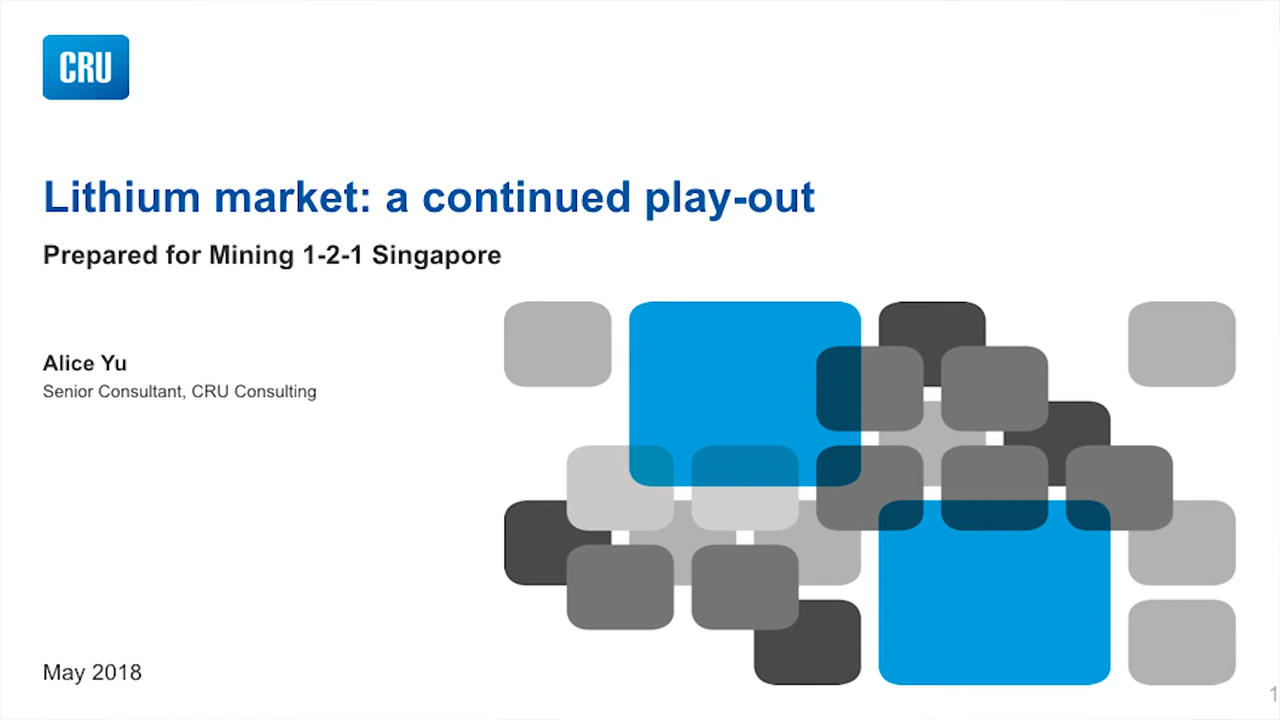 CRU
Lithium market: a continued play-out
Prepared for Mining 1-2-1 Singapore
Alice Yu
Senior Consultant, CRU Consulting
May 2018
1